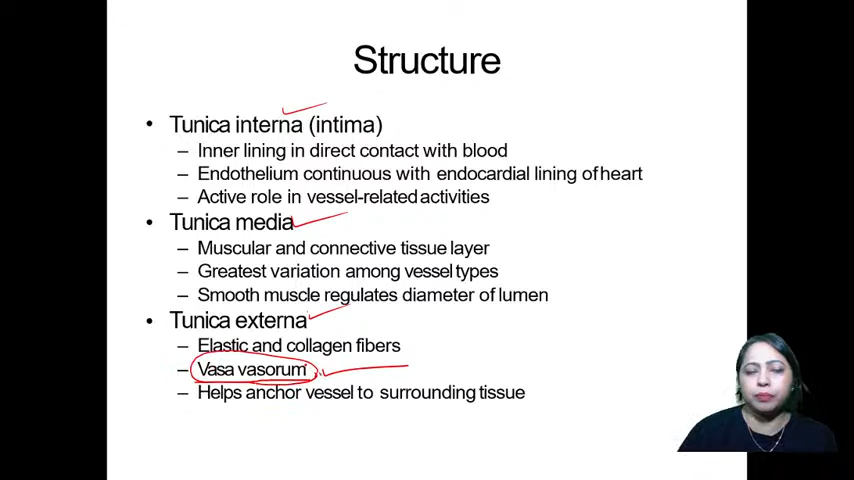 Structure
• Tunica interna (intima)
– Inner lining in direct contact with blood
– Endothelium continuous with endocardial lining of heart
– Active role in vessel-related activities
• Tunica media
– Muscular and connective tissue layer
– Greatest variation among vessel types
– Smooth muscle regulates diameter of lumen
• Tunica externa
– Elastic and collagen fibers
– Vasa vasorum
– Helps anchor vessel to surrounding tissue